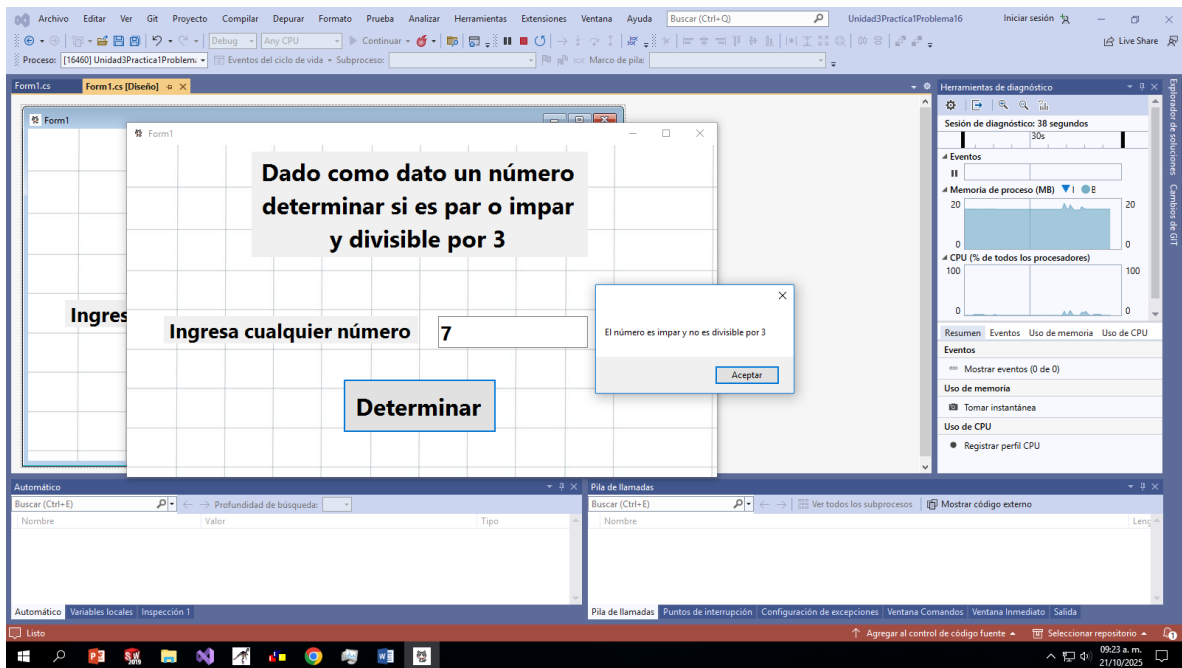 Archivo Editar Ver Git Proyecto Compilar Depurar Formato Prueba Analizar Herramientas Extensiones Ventana Ayuda Buscar (Ctrl+Q) Unidad3Practica1Problema16 Iniciar sesión
Debug Any CPU Continuar Live Share
Proceso: [16460] Unidad3Practica1Problem Eventos del ciclo de vida Subproceso: Marco de pila:
Form1.cs Form1.cs [Diseño]
Form1
Form1
Dado como dato un número
determinar si es par o impar
y divisible por 3
Ingres
Ingresa cualquier número 7
Determinar
El número es impar y no es divisible por 3
Aceptar
Herramientas de diagnóstico
Sesión de diagnóstico: 38 segundos
30s
Eventos
Memoria de proceso (MB) I B
20 20
0 0
CPU (% de todos los procesadores)
100 100
0 0
Resumen Eventos Uso de memoria Uso de CPU
Eventos
Mostrar eventos (0 de 0)
Uso de memoria
Tomar instantánea
Uso de CPU
Registrar perfil CPU
Explorador de soluciones
Cambios de GIT
Automático
Buscar (Ctrl+E) Profundidad de búsqueda:
Nombre Valor Tipo
Automático Variables locales Inspección 1
Pila de llamadas
Buscar (Ctrl+E) Ver todos los subprocesos Mostrar código externo
Nombre Leng
Pila de llamadas Puntos de interrupción Configuración de excepciones Ventana Comandos Ventana Inmediato Salida
Listo Agregar al control de código fuente Seleccionar repositorio
09:23 a. m.
21/10/2025